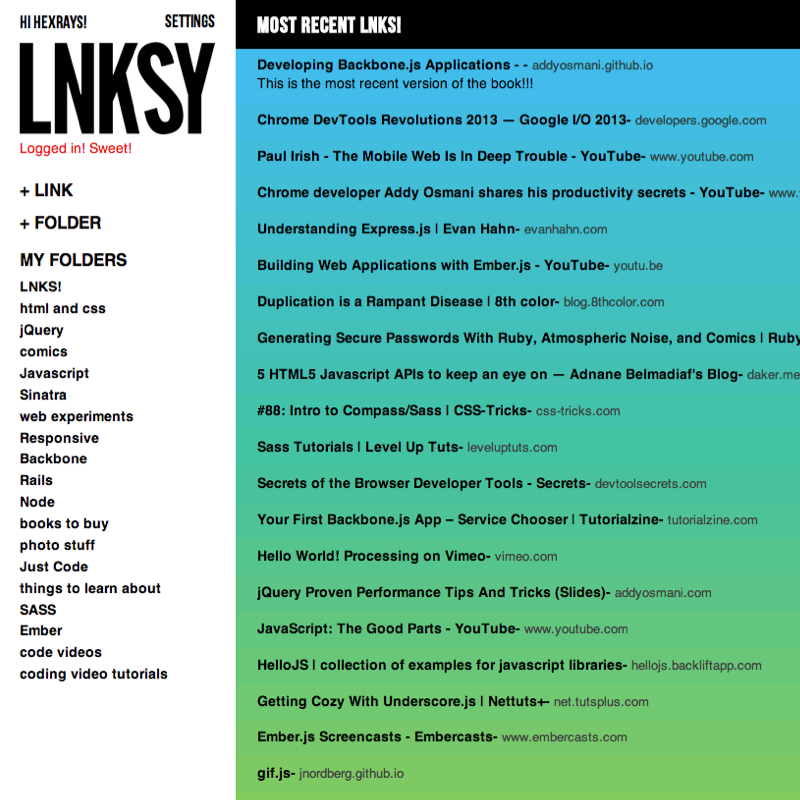 HI HEXRAYS!
SETTINGS
LNKSY
Logged in! Sweet!
+ LINK
+ FOLDER
MY FOLDERS
LNKS!
html and css
jQuery
comics
Javascript
Sinatra
web experiments
Responsive
Backbone
Rails
Node
books to buy
photo stuff
Just Code
things to learn about
SASS
Ember
code videos
coding video tutorials
MOST RECENT LNKS!
Developing Backbone.js Applications - - addyosmani.github.io
This is the most recent version of the book!!!
Chrome DevTools Revolutions 2013 — Google I/O 2013- developers.google.com
Paul Irish - The Mobile Web Is In Deep Trouble - YouTube- www.youtube.com
Chrome developer Addy Osmani shares his productivity secrets - YouTube- www.
Understanding Express.js | Evan Hahn- evanhahn.com
Building Web Applications with Ember.js - YouTube- youtu.be
Duplication is a Rampant Disease | 8th color- blog.8thcolor.com
Generating Secure Passwords With Ruby, Atmospheric Noise, and Comics | Ruby
5 HTML5 Javascript APIs to keep an eye on — Adnane Belmadiaf's Blog- daker.me
#88: Intro to Compass/Sass | CSS-Tricks- css-tricks.com
Sass Tutorials | Level Up Tuts- leveluptuts.com
Secrets of the Browser Developer Tools - Secrets- devtoolsecrets.com
Your First Backbone.js App – Service Chooser | Tutorialzine- tutorialzine.com
Hello World! Processing on Vimeo- vimeo.com
jQuery Proven Performance Tips And Tricks (Slides)- addyosmani.com
JavaScript: The Good Parts - YouTube- www.youtube.com
HelloJS | collection of examples for javascript libraries- hellojs.backliftapp.com
Getting Cozy With Underscore.js | Nettuts+- net.tutsplus.com
Ember.js Screencasts - Embercasts- www.embercasts.com
gif.js- jnordberg.github.io